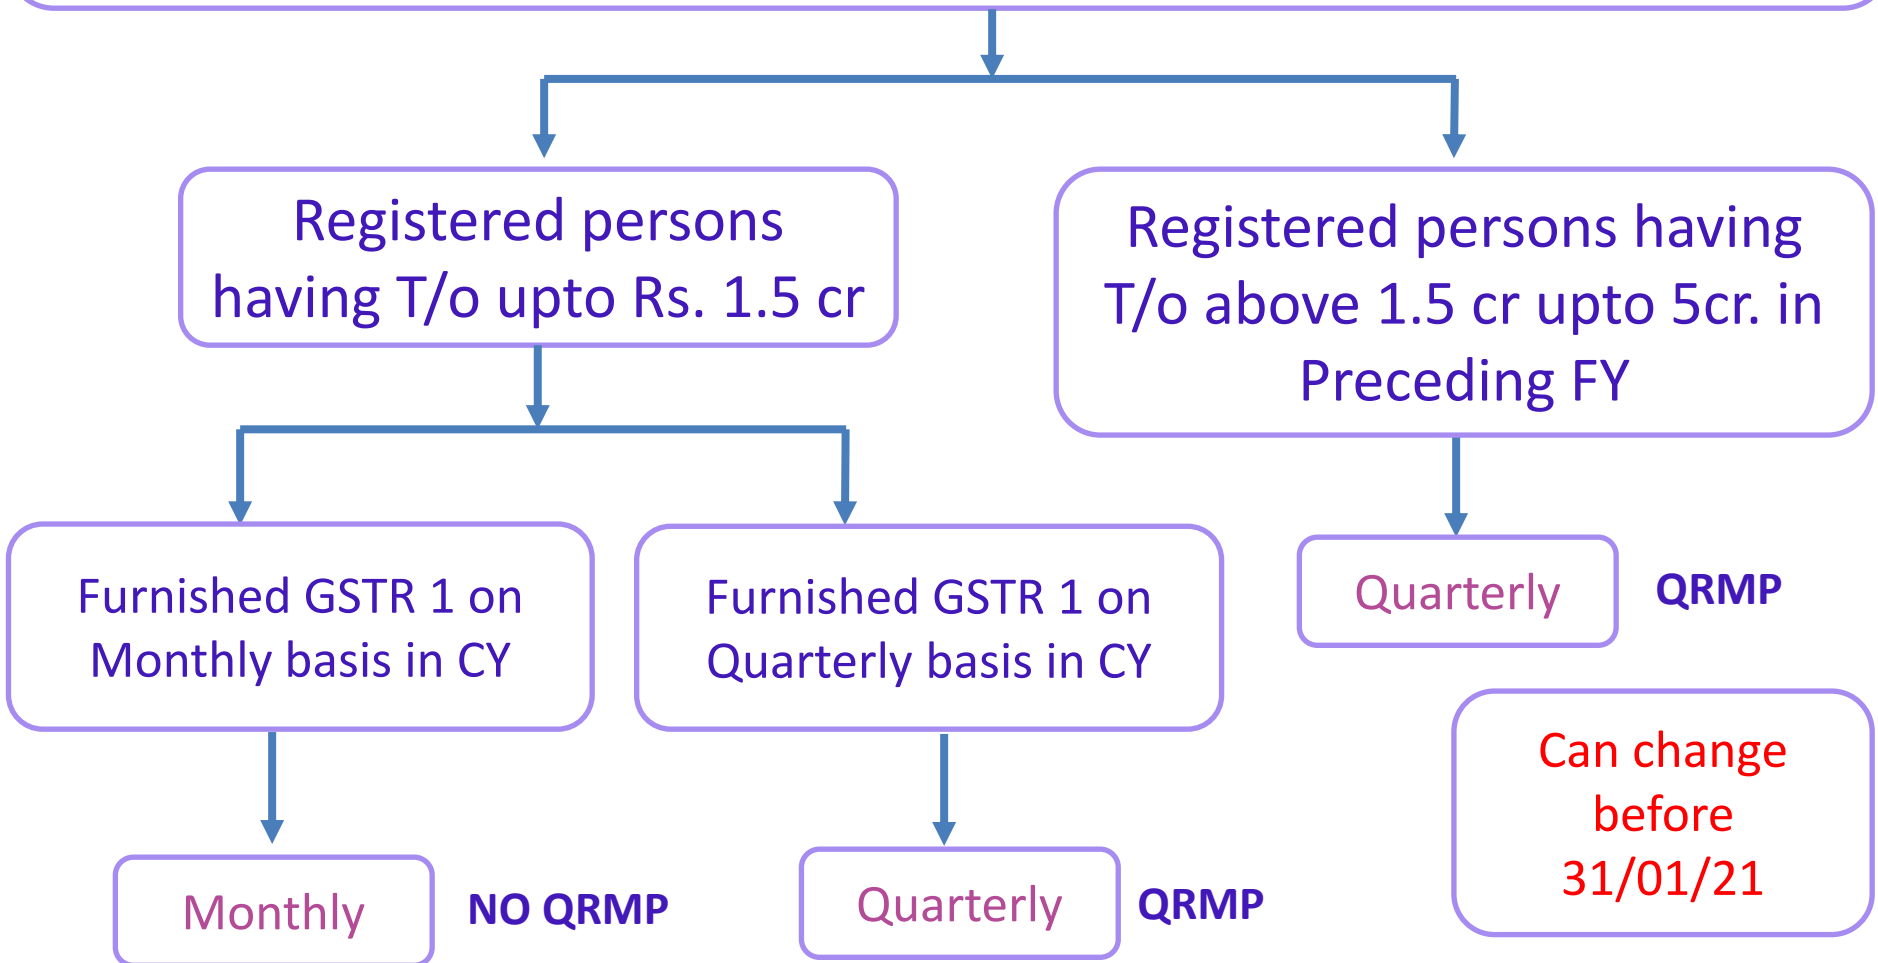 Registered persons
having T/o upto Rs. 1.5 cr
Registered persons having
T/o above 1.5 cr upto 5cr. in
Preceding FY
Furnished GSTR 1 on
Monthly basis in CY
Furnished GSTR 1 on
Quarterly basis in CY
Quarterly
QRMP
Can change
before
31/01/21
Monthly
NO QRMP
Quarterly
QRMP